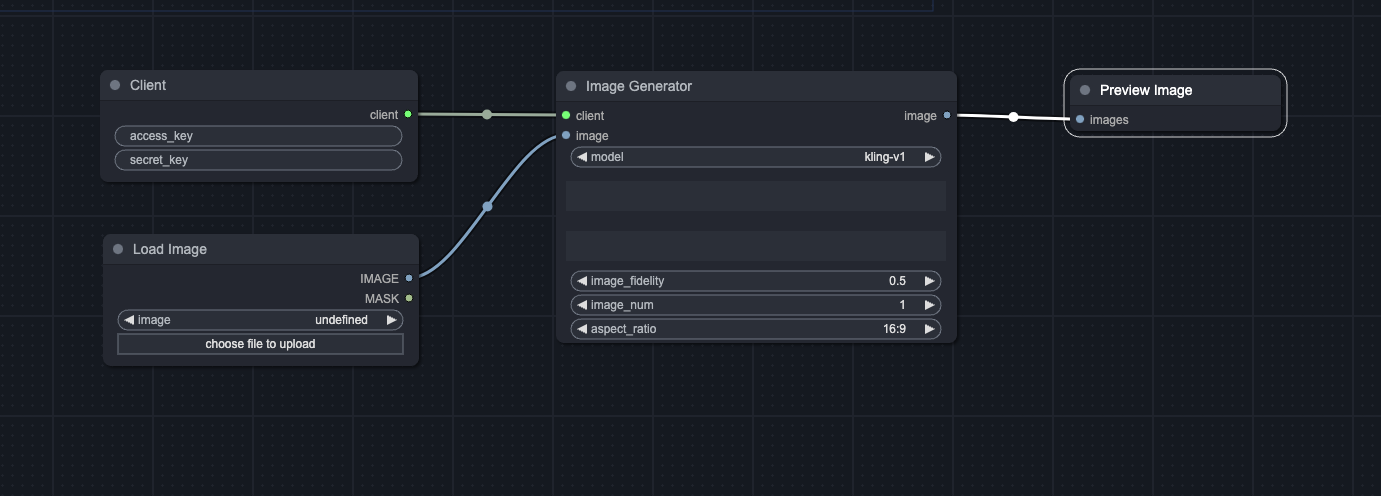 Client
client
access_key
secret_key
Load Image
IMAGE
MASK
image undefined
choose file to upload
Image Generator
client image
image
model kling-v1
image_fidelity 0.5
image_num 1
aspect_ratio 16:9
Preview Image
images